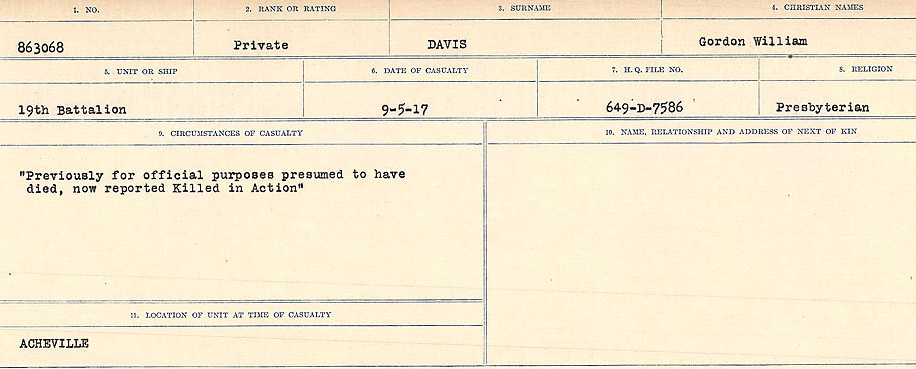 1. NO. 2. RANK OR RATING 3. SURNAME 4. CHRISTIAN NAMES
863068 Private DAVIS Gordon William
5. UNIT OR SHIP 6. DATE OF CASUALTY 7. H. Q. FILE NO. 8. RELIGION
19th Battalion 9-5-17 649-D-7586 Presbyterian
9. CIRCUMSTANCES OF CASUALTY 10. NAME, RELATIONSHIP AND ADDRESS OF NEXT OF KIN
"Previously for official purposes presumed to have
died, now reported Killed in Action"
11. LOCATION OF UNIT AT TIME OF CASUALTY
ACHEVILLE